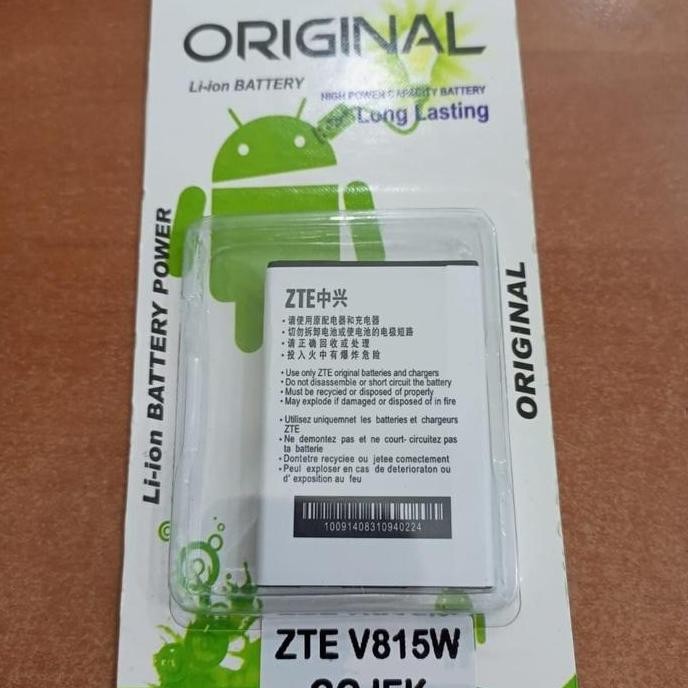 ORIGINAL
Li-ion BATTERY
HIGH POWER CAPACITY BATTERY
Long Lasting
Li-ion BATTERY POWER
ORIGINAL
ZTE中兴
·请使用原配电器和充电器
·切勿拆卸电池或使电池的电极短路
·请正确回收或处理
·投入火中有爆炸危险
• Use only ZTE original batteries and chargers
• Do not disassemble or short circuit the battery
• Must be recycled or disposed of properly
• May explode if damaged or disposed of in fire
• Utilisez uniquemnet les batteries et chargeurs
ZTE
• Ne demontez pas et ne court- circuitez pas
ta batterie
• Dontetre recyciee ou jetee comectement
• Peul exploser en cas de deterioraton ou
d' exposition au feu
10091408310940224
ZTE V815W
GOJEK